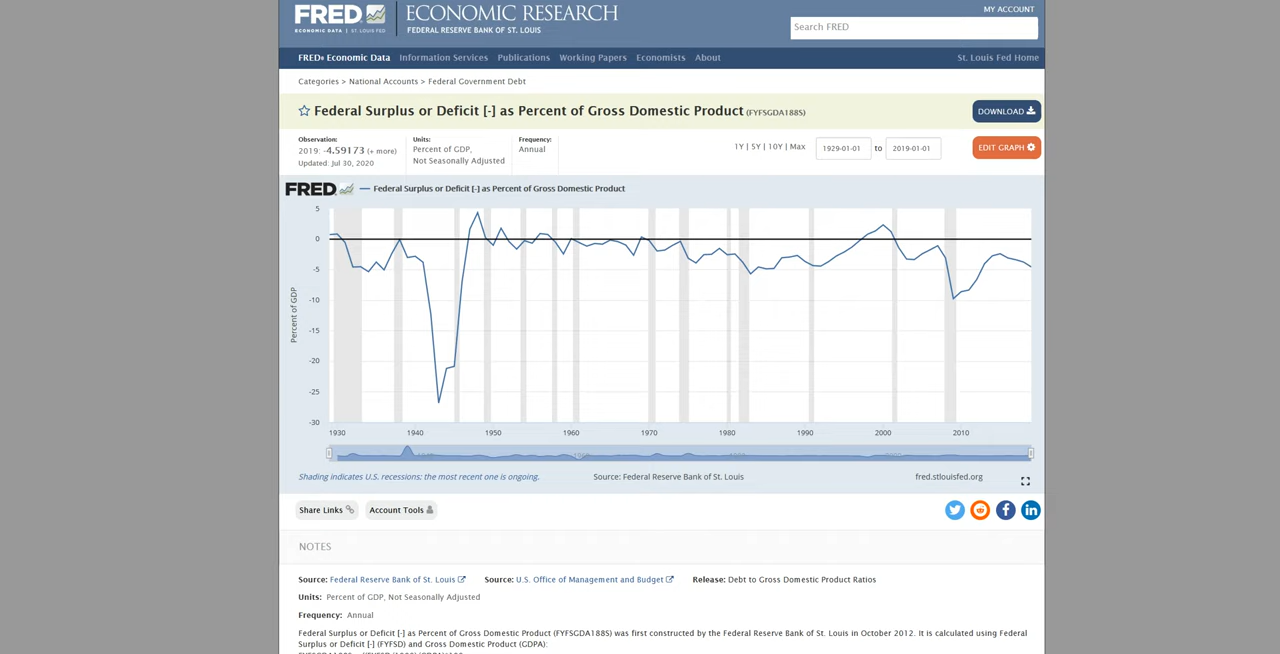 FRED ECONOMIC RESEARCH
ECONOMIC DATA | ST. LOUIS FED FEDERAL RESERVE BANK OF ST. LOUIS
MY ACCOUNT
Search FRED
FRED® Economic Data Information Services Publications Working Papers Economists About St. Louis Fed Home
Categories > National Accounts > Federal Government Debt
Federal Surplus or Deficit [-] as Percent of Gross Domestic Product (FYFSGDA188S)
DOWNLOAD
Observation:
2019: -4.59173 (+ more)
Updated: Jul 30, 2020
Units:
Percent of GDP,
Not Seasonally Adjusted
Frequency:
Annual
1Y | 5Y | 10Y | Max 1929-01-01 to 2019-01-01
EDIT GRAPH
FRED — Federal Surplus or Deficit [-] as Percent of Gross Domestic Product
Percent of GDP
5
0
-5
-10
-15
-20
-25
-30
1930 1940 1950 1960 1970 1980 1990 2000 2010
Shading indicates U.S. recessions; the most recent one is ongoing. Source: Federal Reserve Bank of St. Louis fred.stlouisfed.org
Share Links Account Tools
NOTES
Source: Federal Reserve Bank of St. Louis Source: U.S. Office of Management and Budget Release: Debt to Gross Domestic Product Ratios
Units: Percent of GDP, Not Seasonally Adjusted
Frequency: Annual
Federal Surplus or Deficit [-] as Percent of Gross Domestic Product (FYFSGDA188S) was first constructed by the Federal Reserve Bank of St. Louis in October 2012. It is calculated using Federal
Surplus or Deficit [-] (FYFSD) and Gross Domestic Product (GDPA):